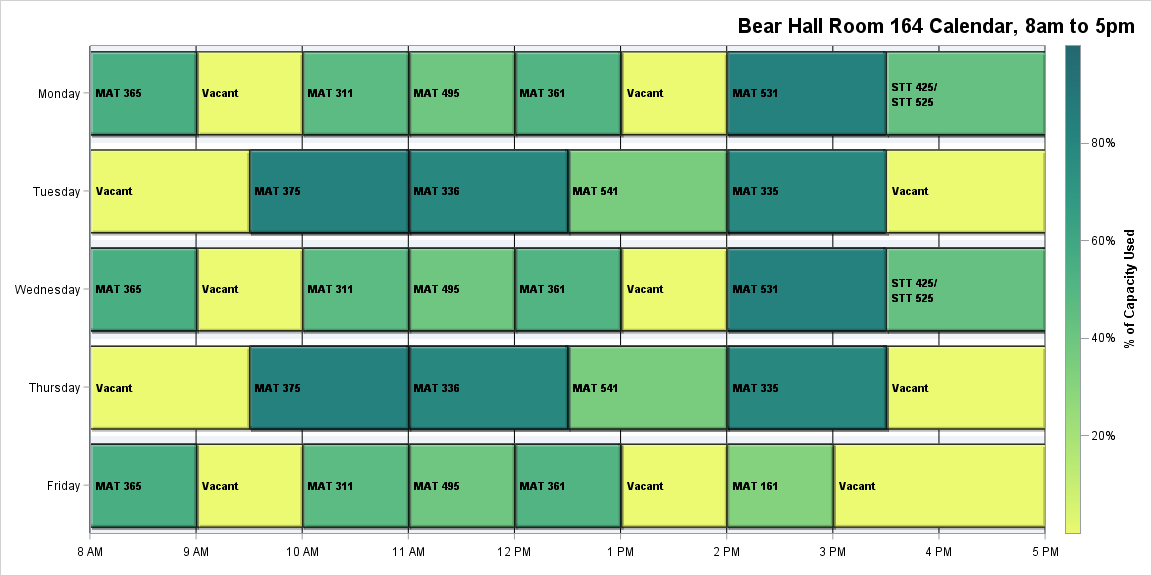 Bear Hall Room 164 Calendar, 8am to 5pm
Monday
MAT 365
Vacant
MAT 311
MAT 495
MAT 361
Vacant
MAT 531
STT 425/
STT 525
Tuesday
Vacant
MAT 375
MAT 336
MAT 541
MAT 335
Vacant
Wednesday
MAT 365
Vacant
MAT 311
MAT 495
MAT 361
Vacant
MAT 531
STT 425/
STT 525
Thursday
Vacant
MAT 375
MAT 336
MAT 541
MAT 335
Vacant
Friday
MAT 365
Vacant
MAT 311
MAT 495
MAT 361
Vacant
MAT 161
Vacant
8 AM
9 AM
10 AM
11 AM
12 PM
1 PM
2 PM
3 PM
4 PM
5 PM
80%
60%
40%
20%
% of Capacity Used